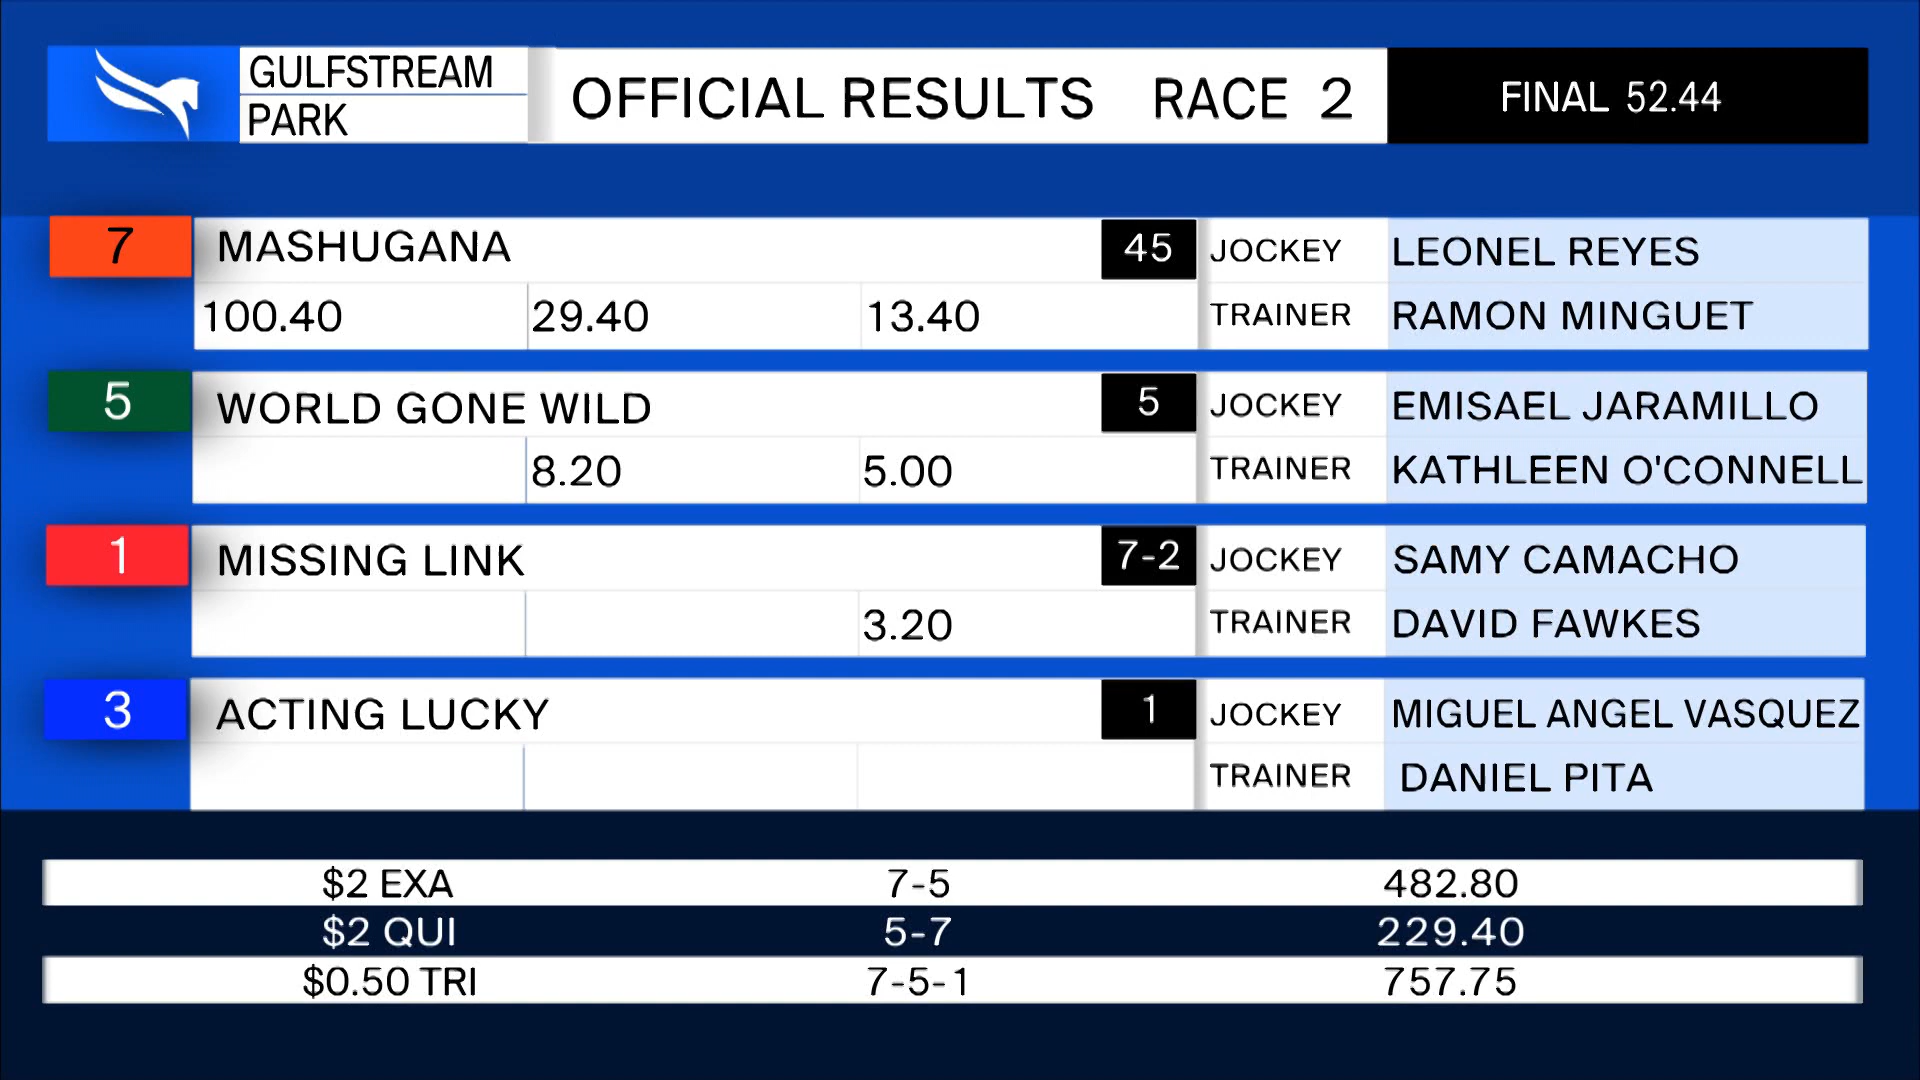 GULFSTREAM
PARK
OFFICIAL RESULTS RACE 2
FINAL 52.44
7 MASHUGANA 45 JOCKEY LEONEL REYES
100.40 29.40 13.40 TRAINER RAMON MINGUET
5 WORLD GONE WILD 5 JOCKEY EMISAEL JARAMILLO
8.20 5.00 TRAINER KATHLEEN O'CONNELL
1 MISSING LINK 7-2 JOCKEY SAMY CAMACHO
3.20 TRAINER DAVID FAWKES
3 ACTING LUCKY 1 JOCKEY MIGUEL ANGEL VASQUEZ
TRAINER DANIEL PITA
$2 EXA 7-5 482.80
$2 QUI 5-7 229.40
$0.50 TRI 7-5-1 757.75